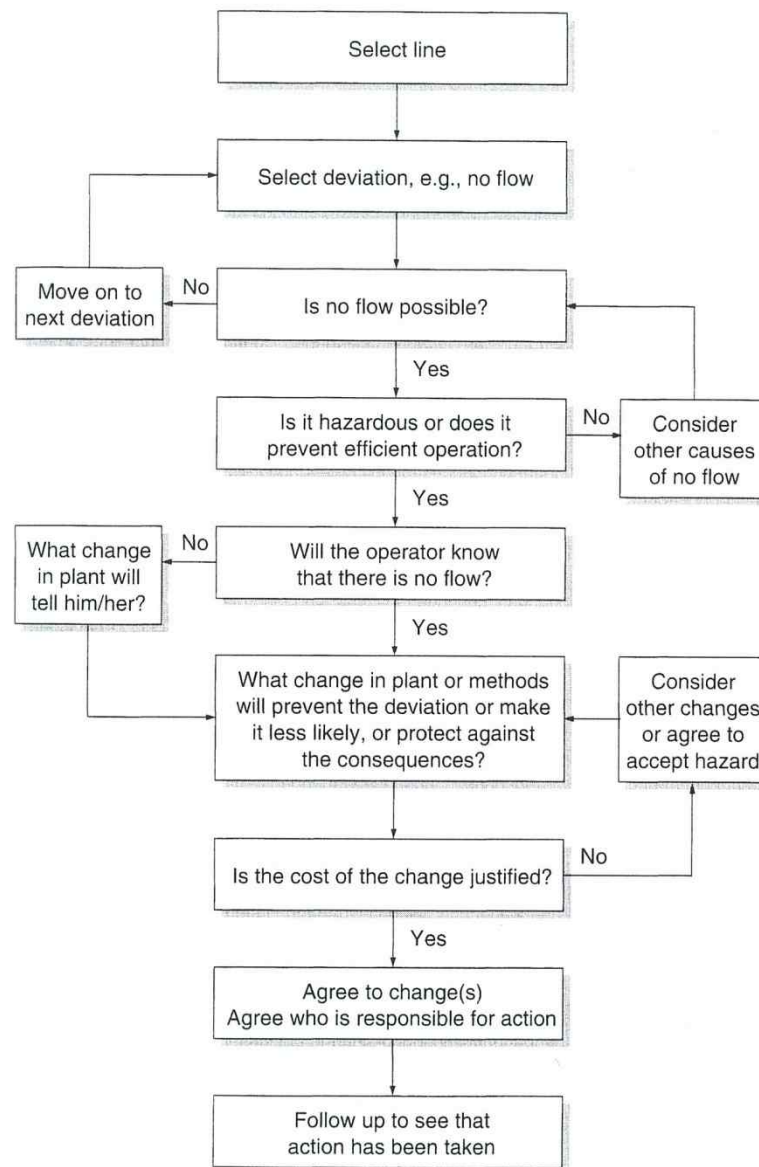 Select line
Select deviation, e.g., no flow
Move on to
next deviation
No
Is no flow possible?
Yes
Is it hazardous or does it
prevent efficient operation?
No
Consider
other causes
of no flow
Yes
What change
in plant will
tell him/her?
No
Will the operator know
that there is no flow?
Yes
What change in plant or methods
will prevent the deviation or make
it less likely, or protect against
the consequences?
Consider
other changes
or agree to
accept hazard
Is the cost of the change justified?
No
Yes
Agree to change(s)
Agree who is responsible for action
Follow up to see that
action has been taken